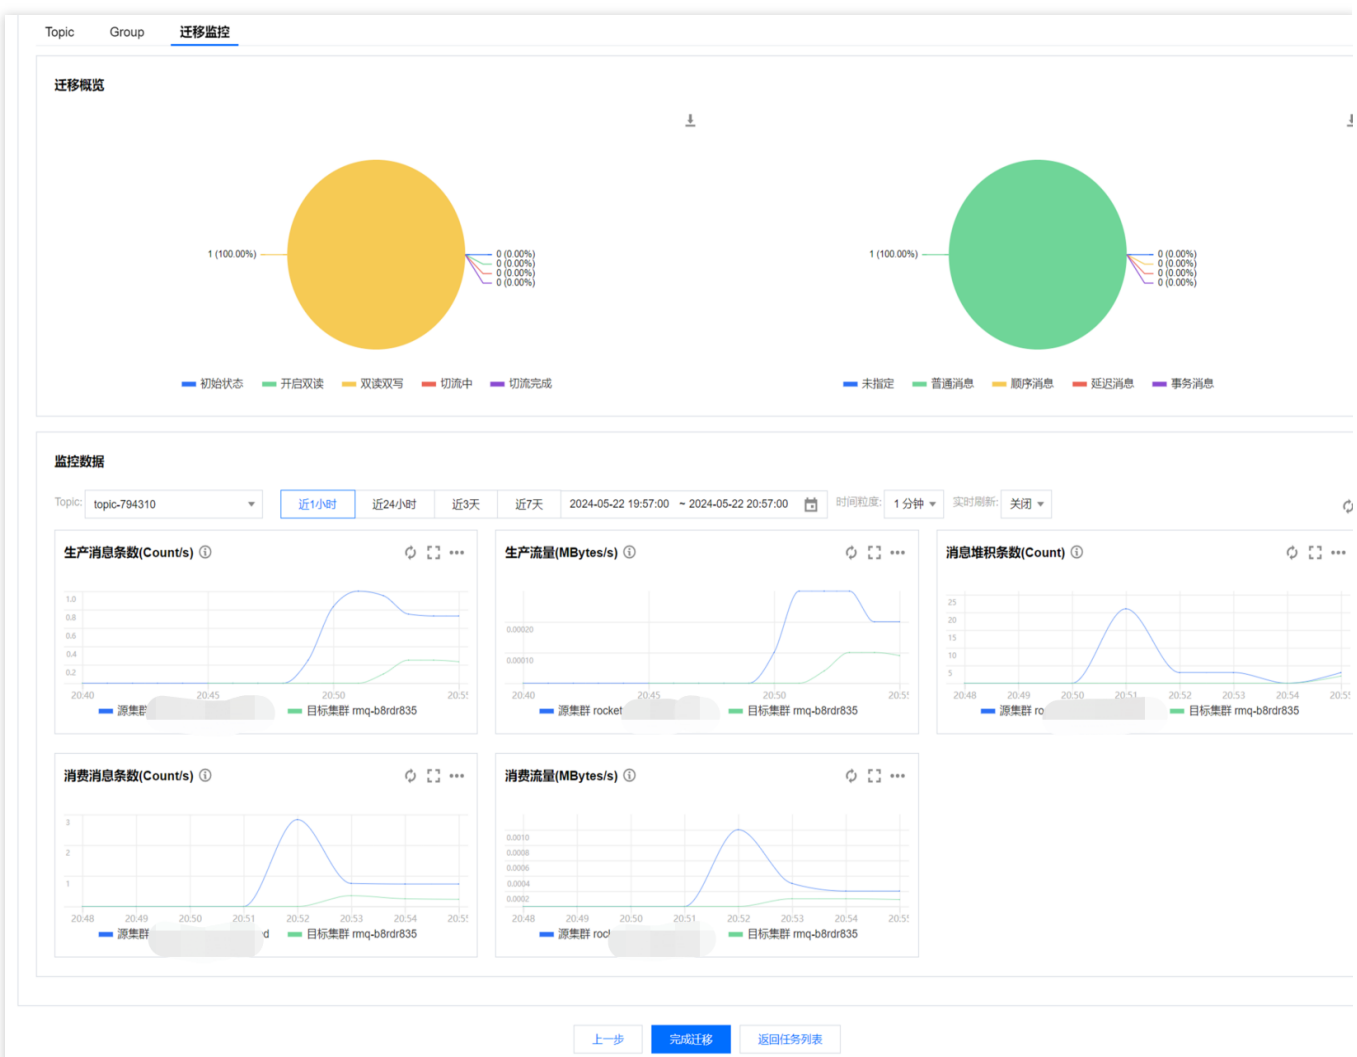 Topic Group 迁移监控
迁移概览
1 (100.00%)
0 (0.00%)
0 (0.00%)
0 (0.00%)
0 (0.00%)
初始状态 开启双读 双读双写 切流中 切流完成
1 (100.00%)
0 (0.00%)
0 (0.00%)
0 (0.00%)
0 (0.00%)
未指定 普通消息 顺序消息 延迟消息 事务消息
监控数据
Topic: topic-794310 近1小时 近24小时 近3天 近7天 2024-05-22 19:57:00 ~ 2024-05-22 20:57:00 时间粒度: 1 分钟 实时刷新: 关闭
生产消息条数(Count/s)
1.0
0.8
0.6
0.4
0.2
20:40 20:45 20:50 20:5
源集群 目标集群 rmq-b8rdr835
生产流量(MBytes/s)
0.00020
0.00010
20:40 20:45 20:50 20:5
源集群 rocket 目标集群 rmq-b8rdr835
消息堆积条数(Count)
25
20
15
10
5
20:48 20:49 20:50 20:51 20:52 20:53 20:54 20:5
源集群 ro 目标集群 rmq-b8rdr835
消费消息条数(Count/s)
3
2
1
20:48 20:49 20:50 20:51 20:52 20:53 20:54 20:5
源集群 d 目标集群 rmq-b8rdr835
消费流量(MBytes/s)
0.0010
0.0008
0.0006
0.0004
0.0002
20:48 20:49 20:50 20:51 20:52 20:53 20:54 20:5
源集群 roc 目标集群 rmq-b8rdr835
上一步 完成迁移 返回任务列表